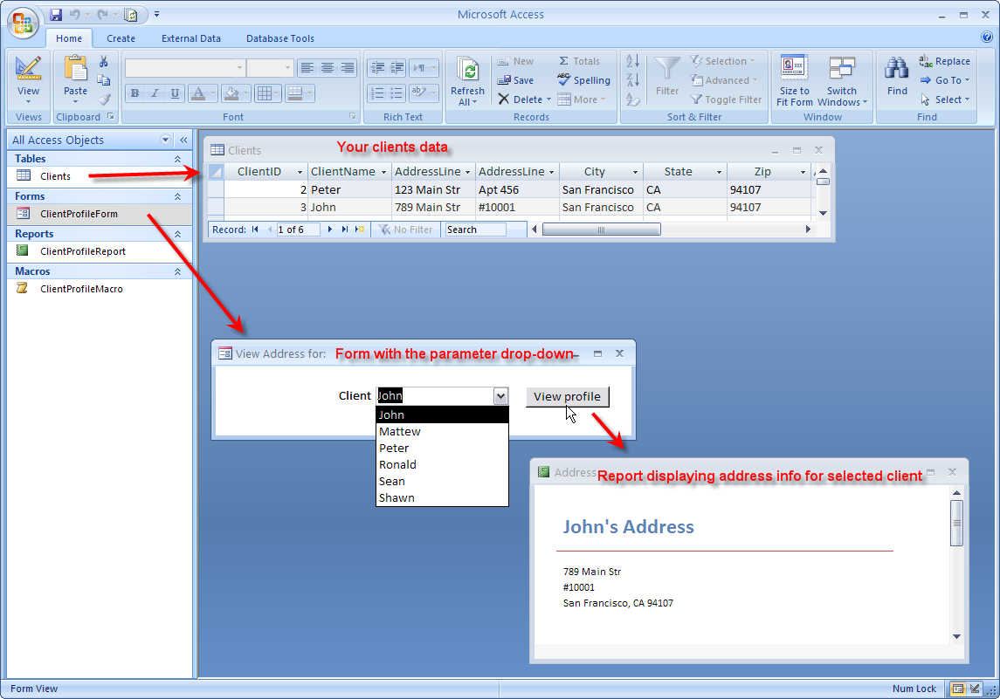 Microsoft Access
Home Create External Data Database Tools
View
Views
Paste
Clipboard
B I U A
Font
Rich Text
Refresh All
New
Save
Delete
Σ Totals
ABC Spelling
More
Records
Filter
Selection
Advanced
Toggle Filter
Sort & Filter
Size to Fit Form
Switch Windows
Window
Find
Replace
Go To
Select
Find
All Access Objects
Tables
Clients
Forms
ClientProfileForm
Reports
ClientProfileReport
Macros
ClientProfileMacro
Clients
Your clients data
ClientID ClientName AddressLine AddressLine City State Zip
2 Peter 123 Main Str Apt 456 San Francisco CA 94107
3 John 789 Main Str #10001 San Francisco CA 94107
Record: 1 of 6 No Filter Search
View Address for: Form with the parameter drop-down
Client John View profile
John
Mattew
Peter
Ronald
Sean
Shawn
Address Report displaying address info for selected client
John's Address
789 Main Str
#10001
San Francisco, CA 94107
Form View Num Lock